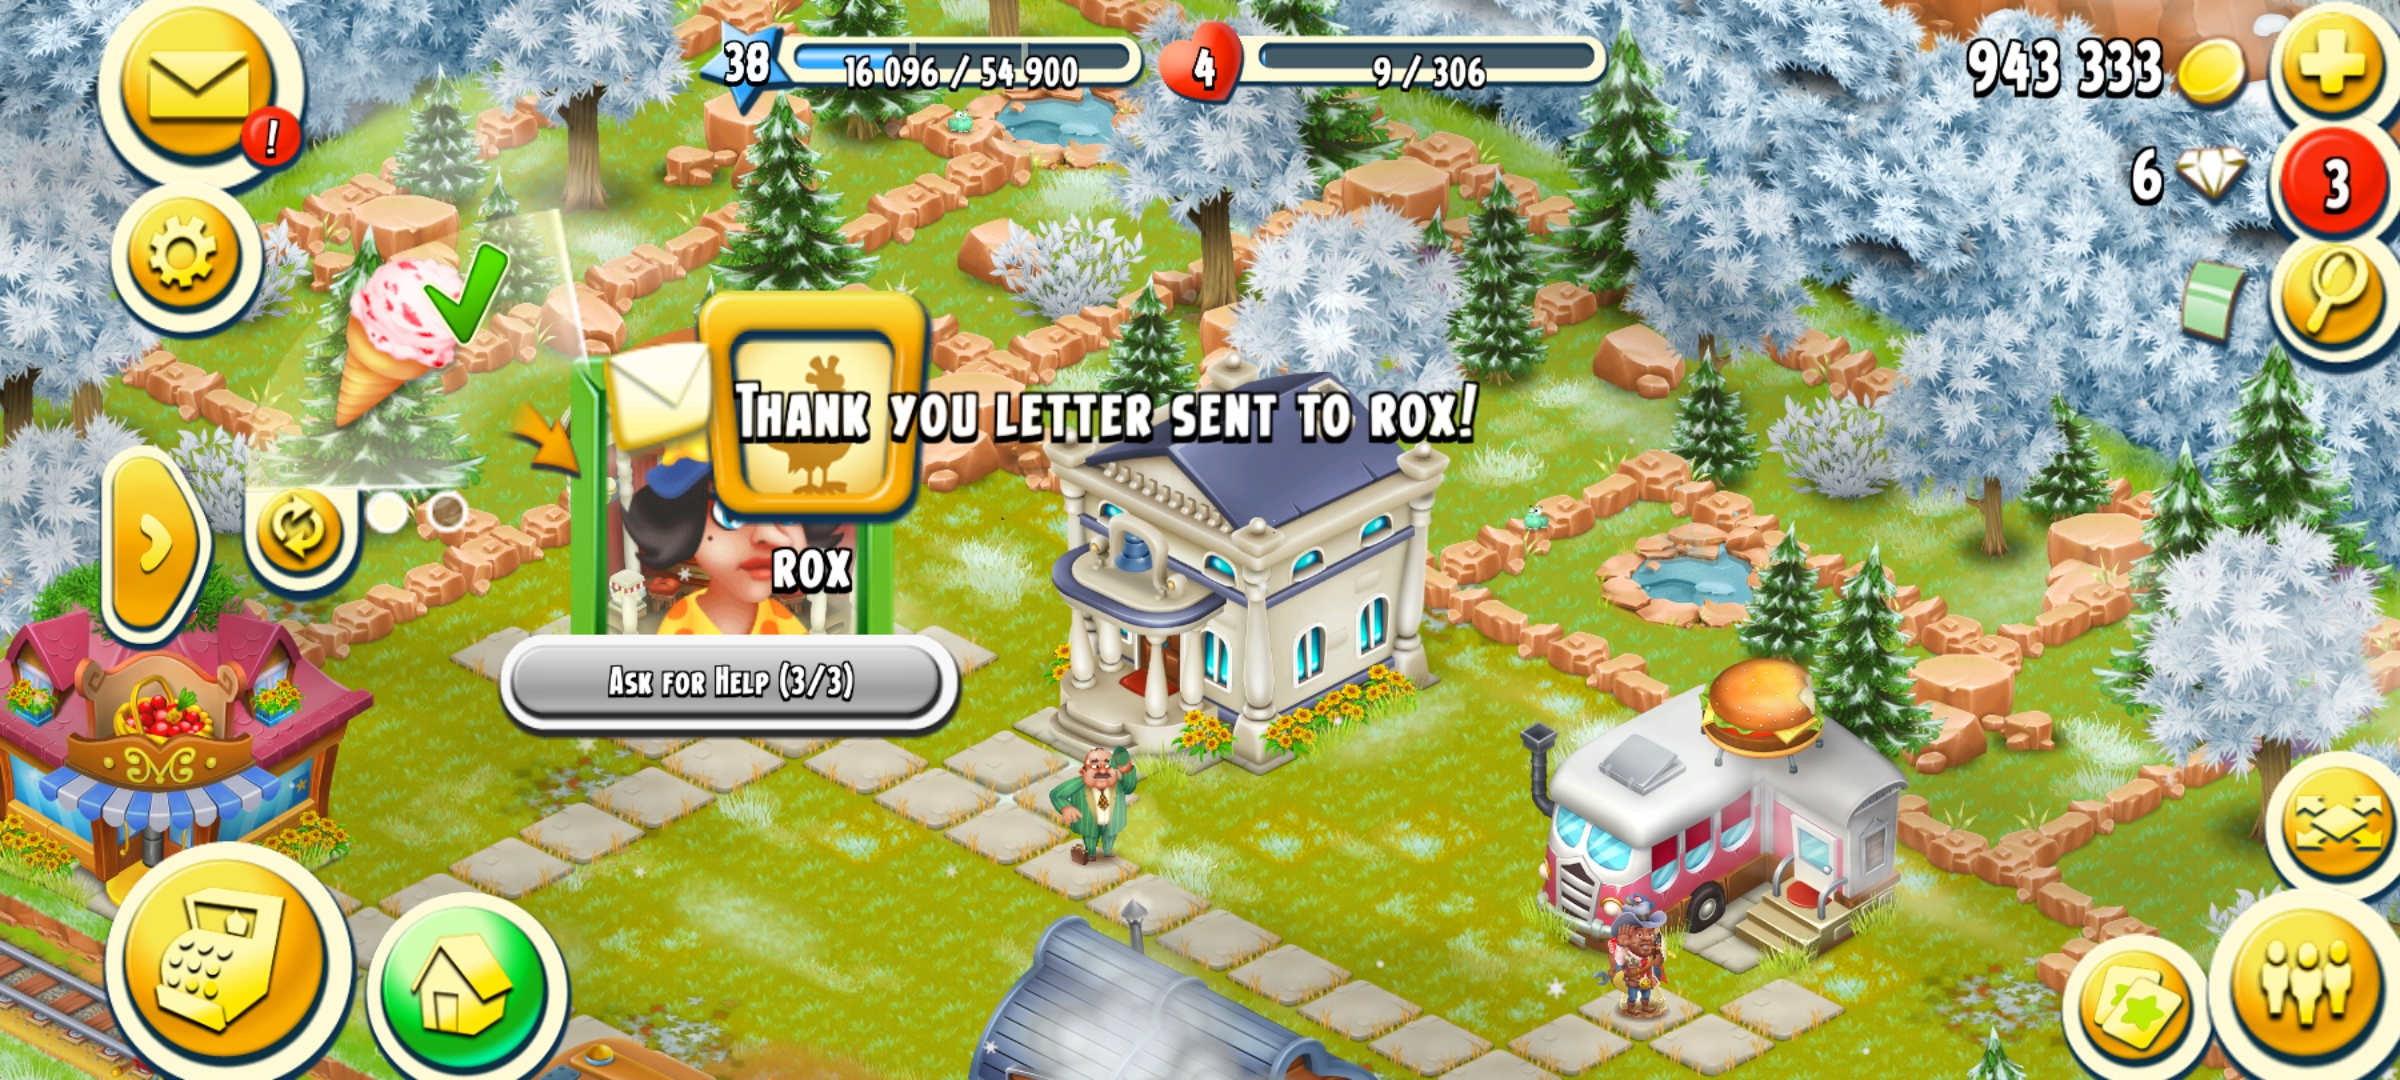 38
16 096 / 54 900
4
9 / 306
943 333
!
6
3
Thank you letter sent to rox!
rox
Ask for Help (3/3)